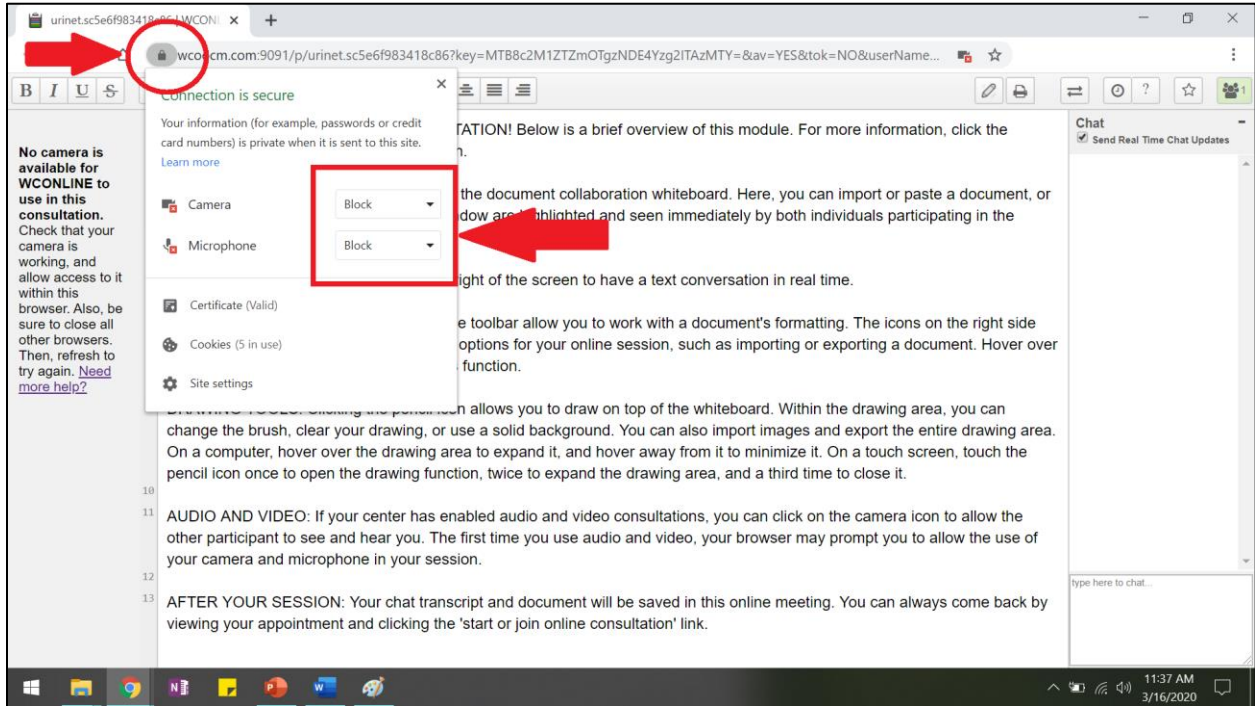 urinet.sc5e6f983418c86 | WCONL
wcoocm.com:9091/p/urinet.sc5e6f983418c86?key=MTB8c2M1ZTZmOTgzNDE4Yzg2ITAzMTY=&av=YES&tok=NO&userName...
B I U S
?
1
Connection is secure
Your information (for example, passwords or credit
card numbers) is private when it is sent to this site.
Learn more
Camera Block
Microphone Block
Certificate (Valid)
Cookies (5 in use)
Site settings
No camera is
available for
WCONLINE to
use in this
consultation.
Check that your
camera is
working, and
allow access to it
within this
browser. Also, be
sure to close all
other browsers.
Then, refresh to
try again. Need
more help?
TATION! Below is a brief overview of this module. For more information, click the
n.
the document collaboration whiteboard. Here, you can import or paste a document, or
dow are highlighted and seen immediately by both individuals participating in the
ight of the screen to have a text conversation in real time.
e toolbar allow you to work with a document's formatting. The icons on the right side
options for your online session, such as importing or exporting a document. Hover over
function.
DRAWING TOOLS: Clicking the pencil icon allows you to draw on top of the whiteboard. Within the drawing area, you can
change the brush, clear your drawing, or use a solid background. You can also import images and export the entire drawing area.
On a computer, hover over the drawing area to expand it, and hover away from it to minimize it. On a touch screen, touch the
pencil icon once to open the drawing function, twice to expand the drawing area, and a third time to close it.
10
11 AUDIO AND VIDEO: If your center has enabled audio and video consultations, you can click on the camera icon to allow the
other participant to see and hear you. The first time you use audio and video, your browser may prompt you to allow the use of
your camera and microphone in your session.
12
13 AFTER YOUR SESSION: Your chat transcript and document will be saved in this online meeting. You can always come back by
viewing your appointment and clicking the 'start or join online consultation' link.
Chat
Send Real Time Chat Updates
type here to chat...
11:37 AM
3/16/2020